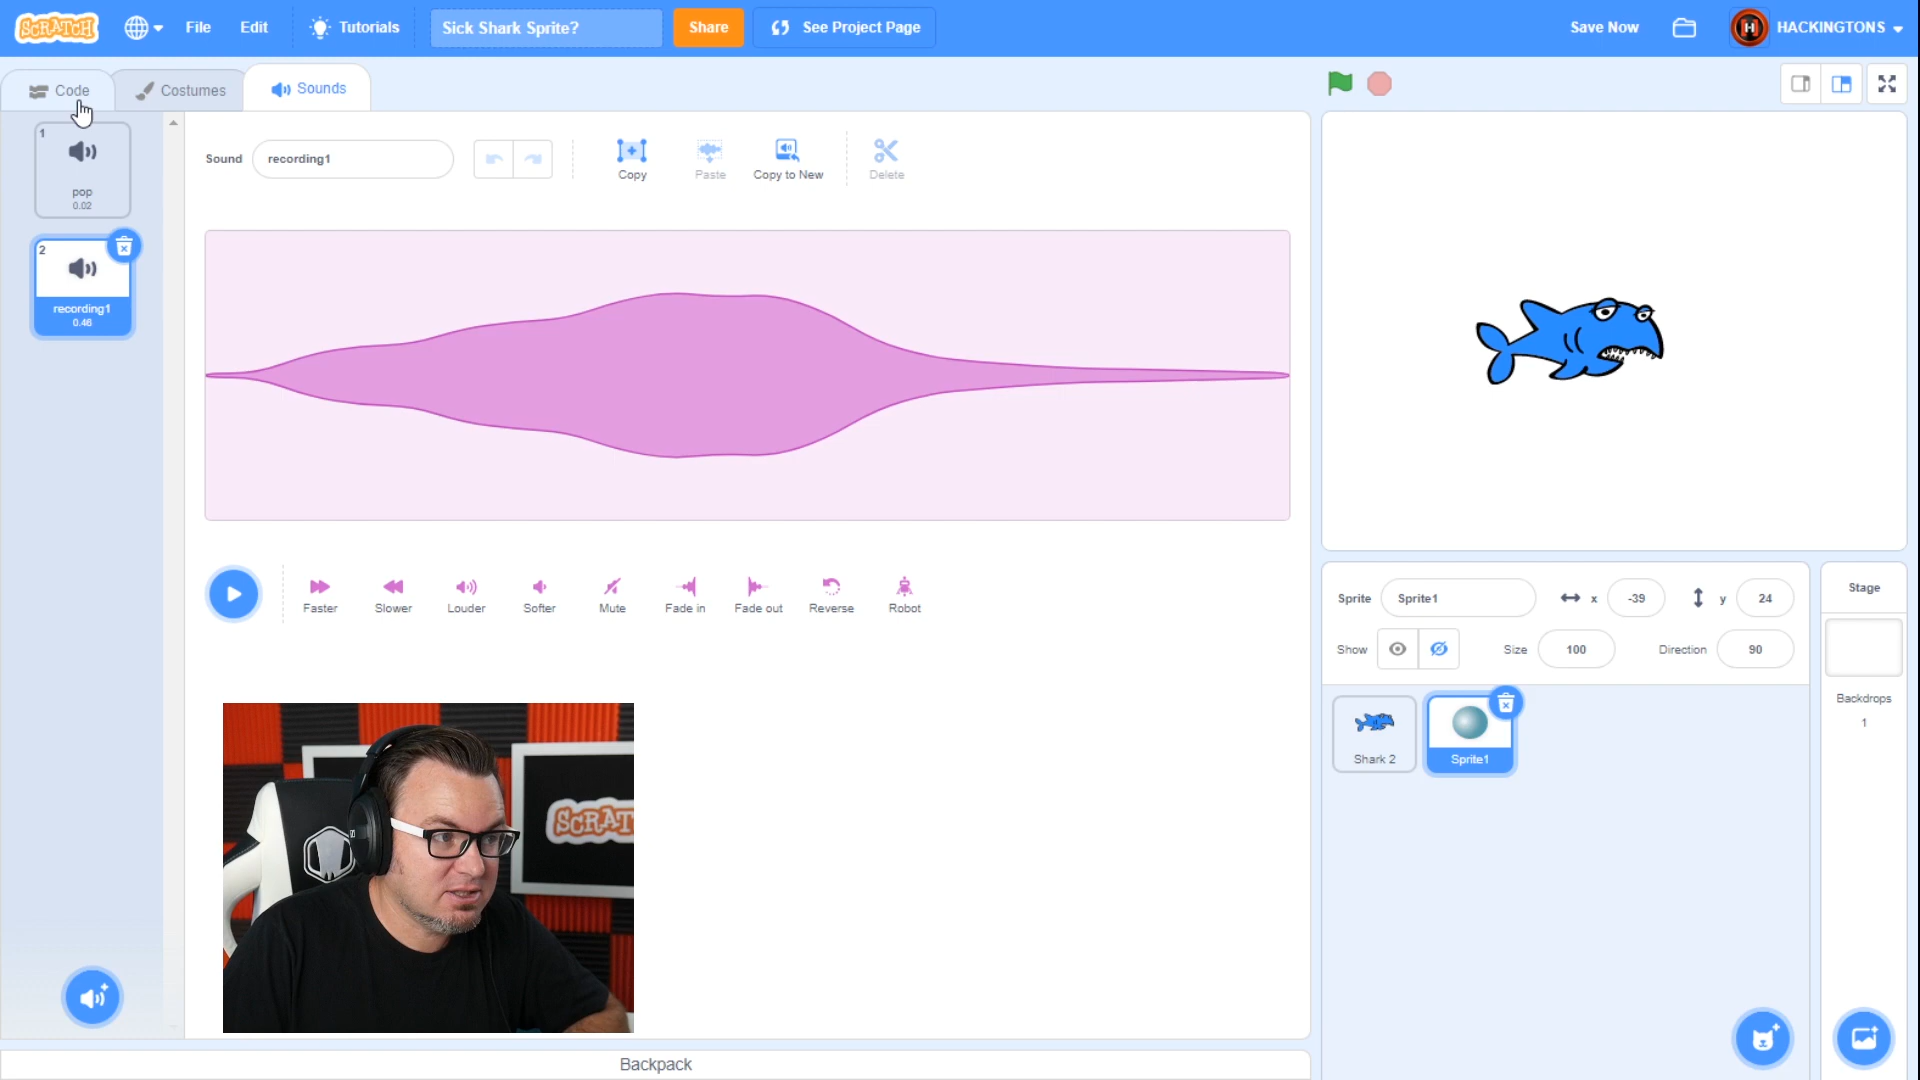 SCRATCH
File
Edit
Tutorials
Sick Shark Sprite?
Share
See Project Page
Save Now
H
HACKINGTONS
Code
Costumes
Sounds
1
pop
0.02
2
recording1
0.46
Sound
recording1
Copy
Paste
Copy to New
Delete
Faster
Slower
Louder
Softer
Mute
Fade in
Fade out
Reverse
Robot
SCRAT
Sprite
Sprite1
x
-39
y
24
Show
Size
100
Direction
90
Shark 2
Sprite1
Stage
Backdrops
1
Backpack